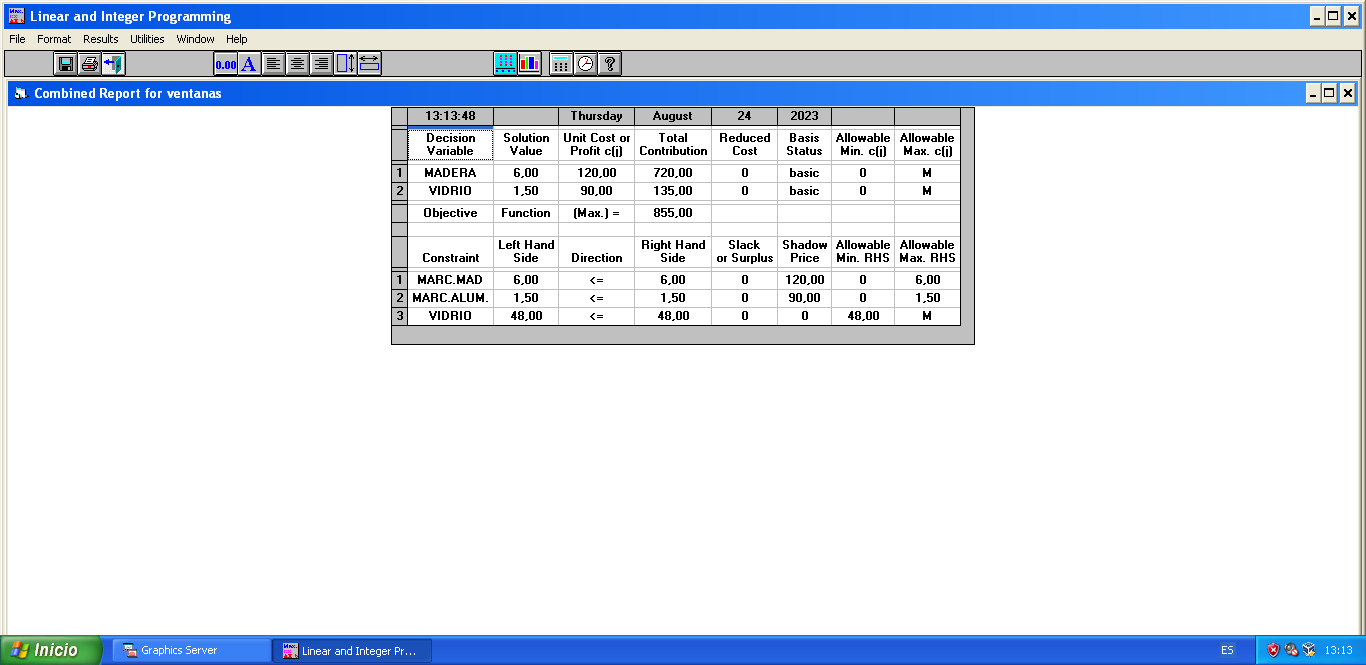 Linear and Integer Programming
File Format Results Utilities Window Help
0.00 A
Combined Report for ventanas
13:13:48 Thursday August 24 2023
Decision Variable Solution Value Unit Cost or Profit c(j) Total Contribution Reduced Cost Basis Status Allowable Min. c(j) Allowable Max. c(j)
1 MADERA 6,00 120,00 720,00 0 basic 0 M
2 VIDRIO 1,50 90,00 135,00 0 basic 0 M
Objective Function (Max.) = 855,00
Constraint Left Hand Side Direction Right Hand Side Slack or Surplus Shadow Price Allowable Min. RHS Allowable Max. RHS
1 MARC.MAD 6,00 <= 6,00 0 120,00 0 6,00
2 MARC.ALUM. 1,50 <= 1,50 0 90,00 0 1,50
3 VIDRIO 48,00 <= 48,00 0 0 48,00 M
Inicio Graphics Server Linear and Integer Pr... ES 13:13